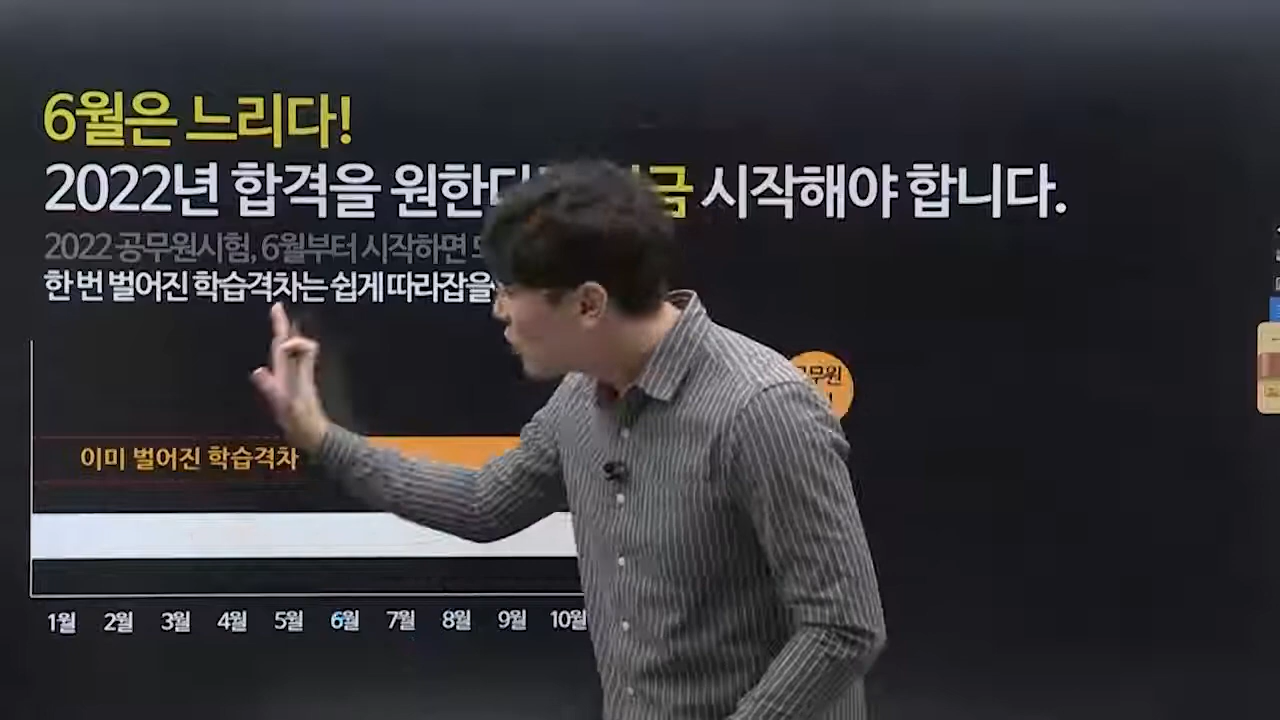 6월은 느리다!
2022년 합격을 시작해야 합니다.
2022 공무원시험, 6월부터 시작하면
한 번 벌어진 학습격차는 쉽게 따라잡을
이미 벌어진 학습격차
1월 2월 3월 4월 5월 6월 7월 8월 9월 10월